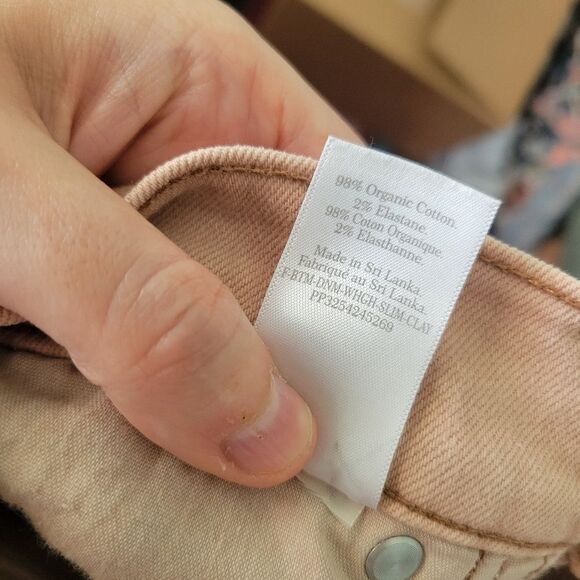 98% Organic Cotton.
2% Elastane.
98% Coton Organique.
2% Elasthanne.
Made in Sri Lanka.
Fabriqué au Sri Lanka.
F-BTM-DNM-WHGH-SLIM-CLAY
PP3254245269